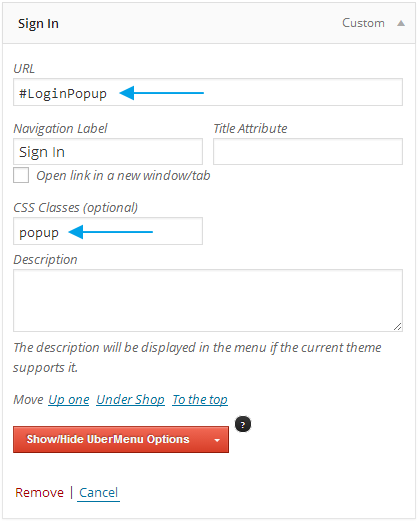 Sign In Custom
URL
#LoginPopup
Navigation Label Title Attribute
Sign In
Open link in a new window/tab
CSS Classes (optional)
popup
Description
The description will be displayed in the menu if the current theme
supports it.
Move Up one Under Shop To the top
Show/Hide UberMenu Options ?
Remove | Cancel